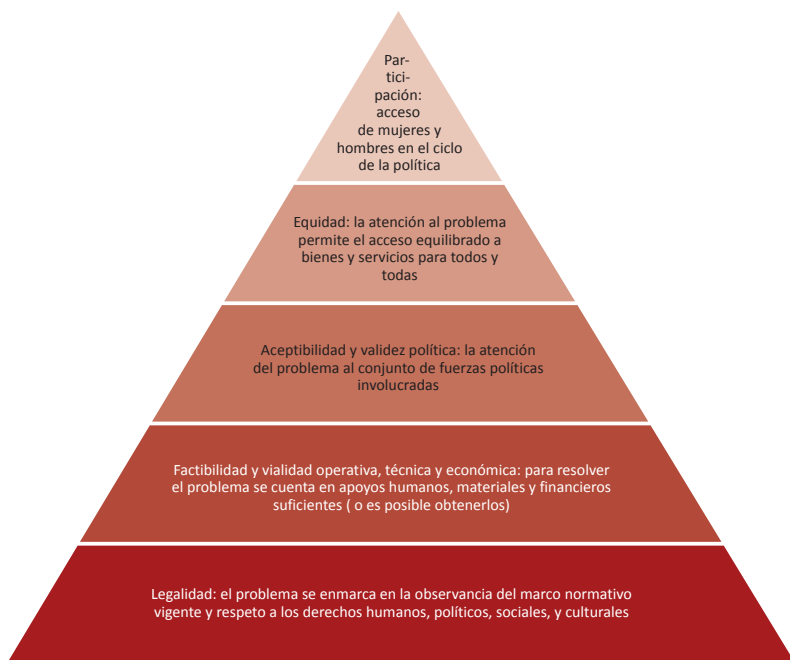 Par-
tici-
pación:
acceso
de mujeres y
hombres en el ciclo
de la política
Equidad: la atención al problema
permite el acceso equilibrado a
bienes y servicios para todos y
todas
Aceptibilidad y validez política: la atención
del problema al conjunto de fuerzas políticas
involucradas
Factibilidad y vialidad operativa, técnica y económica: para resolver
el problema se cuenta en apoyos humanos, materiales y financieros
suficientes ( o es posible obtenerlos)
Legalidad: el problema se enmarca en la observancia del marco normativo
vigente y respeto a los derechos humanos, políticos, sociales, y culturales